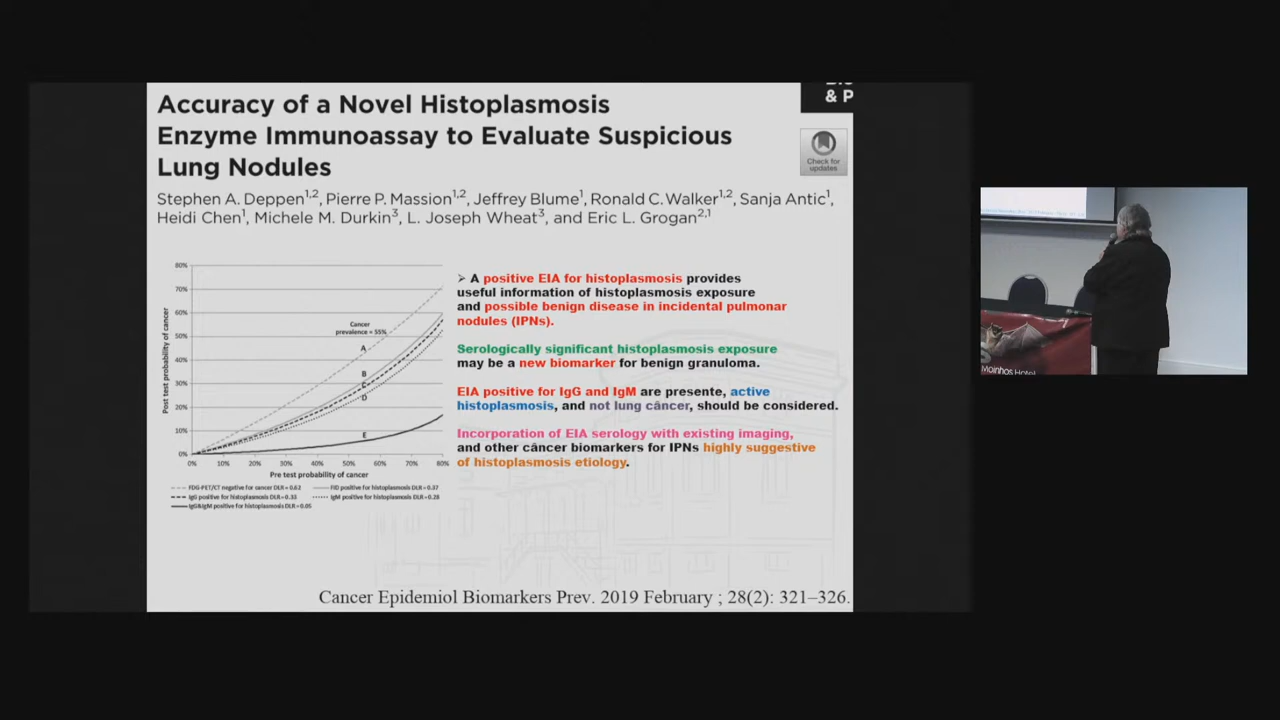 & P
Accuracy of a Novel Histoplasmosis
Enzyme Immunoassay to Evaluate Suspicious
Lung Nodules
Check for
updates
Stephen A. Deppen1,2, Pierre P. Massion1,2, Jeffrey Blume1, Ronald C. Walker1,2, Sanja Antic1,
Heidi Chen1, Michele M. Durkin3, L. Joseph Wheat3, and Eric L. Grogan2,1
Post test probability of cancer
80%
70%
60%
50%
40%
30%
20%
10%
0%
Cancer
prevalence = 55%
A
B
C
D
E
0% 10% 20% 30% 40% 50% 60% 70% 80%
Pre test probability of cancer
FDG-PET/CT negative for cancer DLR = 0.62 FID positive for histoplasmosis DLR = 0.37
IgG positive for histoplasmosis DLR = 0.33 IgM positive for histoplasmosis DLR = 0.28
IgG&IgM positive for histoplasmosis DLR = 0.05
➢ A positive EIA for histoplasmosis provides
useful information of histoplasmosis exposure
and possible benign disease in incidental pulmonar
nodules (IPNs).
Serologically significant histoplasmosis exposure
may be a new biomarker for benign granuloma.
EIA positive for IgG and IgM are presente, active
histoplasmosis, and not lung câncer, should be considered.
Incorporation of EIA serology with existing imaging,
and other câncer biomarkers for IPNs highly suggestive
of histoplasmosis etiology.
Cancer Epidemiol Biomarkers Prev. 2019 February ; 28(2): 321–326.
Moinhos Hotel